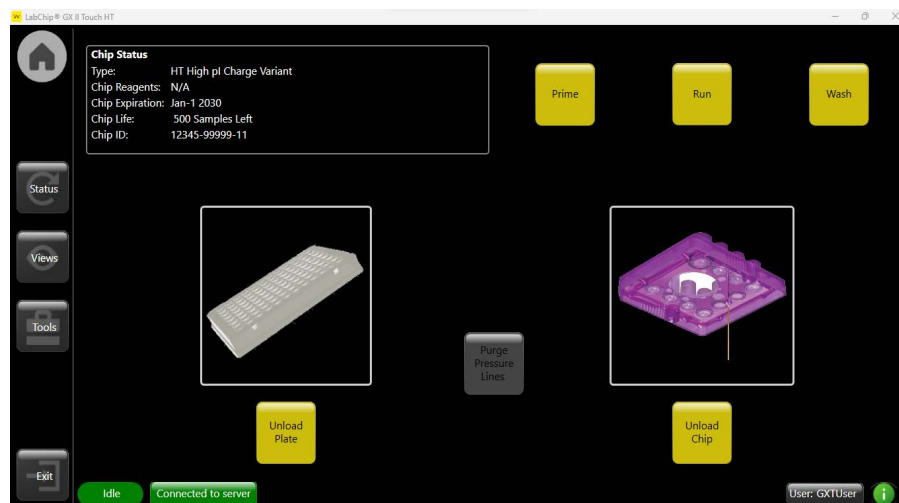 LabChip® GX II Touch HT
Chip Status
Type: HT High pI Charge Variant
Chip Reagents: N/A
Chip Expiration: Jan-1 2030
Chip Life: 500 Samples Left
Chip ID: 12345-99999-11
Prime
Run
Wash
Status
Views
Tools
Purge
Pressure
Lines
Unload
Plate
Unload
Chip
Exit
Idle
Connected to server
User: GXTUser